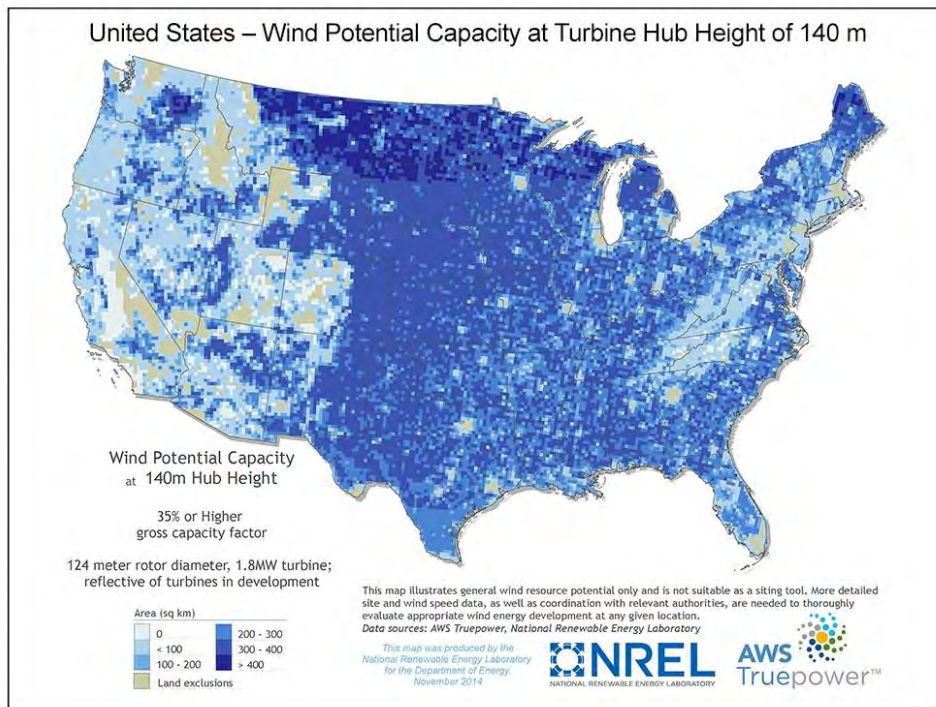 United States – Wind Potential Capacity at Turbine Hub Height of 140 m
Wind Potential Capacity
at 140m Hub Height
35% or Higher
gross capacity factor
124 meter rotor diameter, 1.8MW turbine;
reflective of turbines in development
Area (sq km)
0
< 100
100 - 200
200 - 300
300 - 400
> 400
Land exclusions
This map illustrates general wind resource potential only and is not suitable as a siting tool. More detailed
site and wind speed data, as well as coordination with relevant authorities, are needed to thoroughly
evaluate appropriate wind energy development at any given location.
Data sources: AWS Truepower, National Renewable Energy Laboratory
This map was produced by the
National Renewable Energy Laboratory
for the Department of Energy.
November 2014
NREL
NATIONAL RENEWABLE ENERGY LABORATORY
AWS
Truepower™